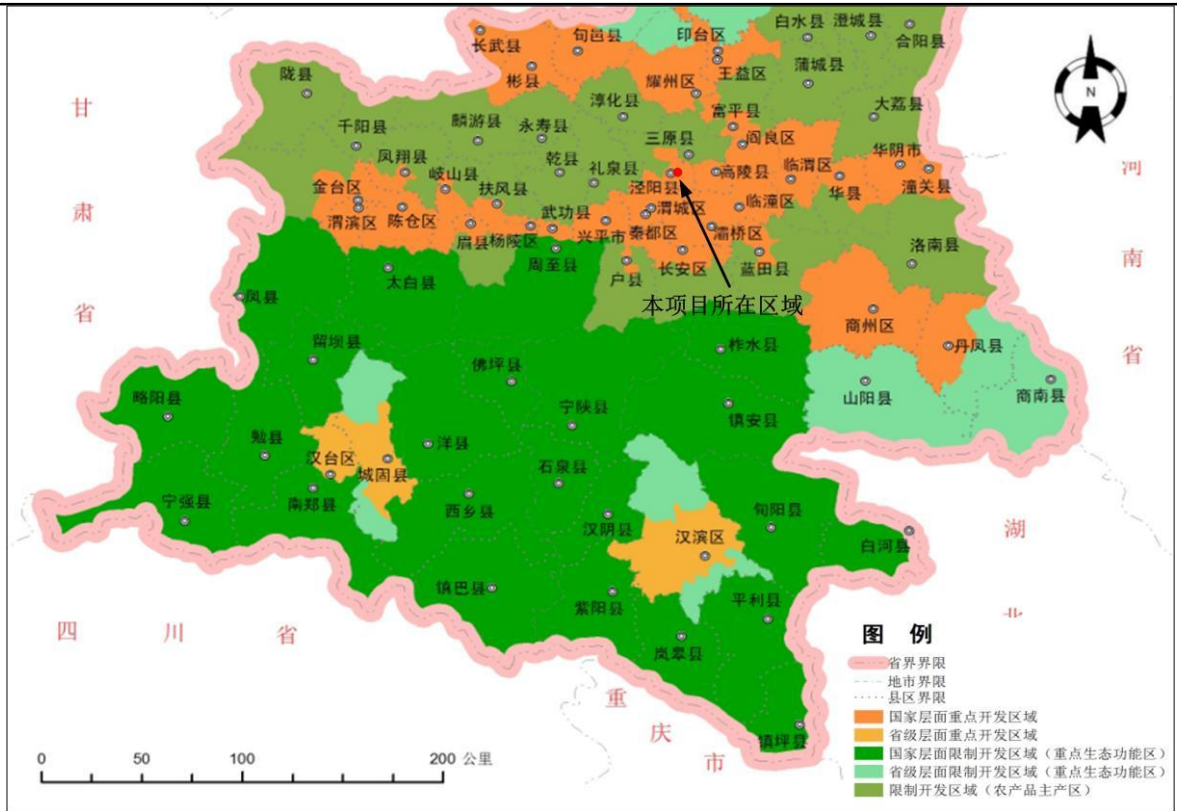 长武县
旬邑县
印台区
白水县
澄城县
合阳县
彬县
王益区
陇县
耀州区
蒲城县
淳化县
富平县
大荔县
千阳县
麟游县
永寿县
三原县
阎良区
凤翔县
乾县
礼泉县
高陵县
临渭区
华阴市
岐山县
扶风县
泾阳县
华县
潼关县
金台区
渭滨区
陈仓区
武功县
渭城区
临潼区
眉县
杨陵区
兴平市
秦都区
灞桥区
洛南县
周至县
户县
长安区
蓝田县
太白县
本项目所在区域
凤县
商州区
留坝县
佛坪县
柞水县
丹凤县
略阳县
宁陕县
镇安县
山阳县
商南县
勉县
汉台区
城固县
洋县
石泉县
宁强县
南郑县
西乡县
汉阴县
汉滨区
旬阳县
白河县
镇巴县
紫阳县
平利县
岚皋县
镇坪县
甘
肃
省
河
南
省
湖
四川省
重
庆
市
N
图 例
省界界限
地市界限
县区界限
国家层面重点开发区域
省级层面重点开发区域
国家层面限制开发区域（重点生态功能区）
省级层面限制开发区域（重点生态功能区）
限制开发区域（农产品主产区）
0 50 100 200 公里